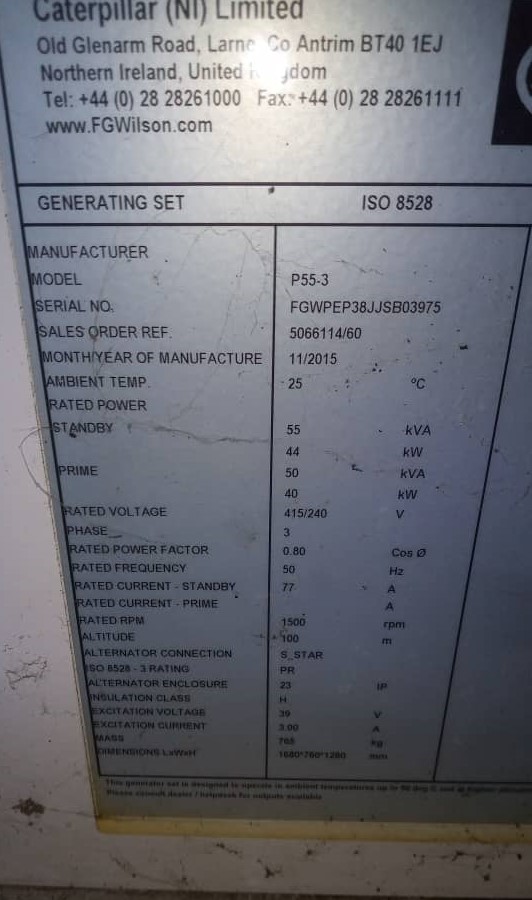 Caterpillar (NI) Limited
Old Glenarm Road, Larne Co Antrim BT40 1EJ
Northern Ireland, United Kingdom
Tel: +44 (0) 28 28261000 Fax: +44 (0) 28 28261111
www.FGWilson.com
GENERATING SET ISO 8528
MANUFACTURER
MODEL P55-3
SERIAL NO. FGWPEP38JJSB03975
SALES ORDER REF. 5066114/60
MONTH/YEAR OF MANUFACTURE 11/2015
AMBIENT TEMP. 25 °C
RATED POWER
STANDBY 55 kVA
44 kW
PRIME 50 kVA
40 kW
RATED VOLTAGE 415/240 V
PHASE 3
RATED POWER FACTOR 0.80 Cos Ø
RATED FREQUENCY 50 Hz
RATED CURRENT - STANDBY 77 A
RATED CURRENT - PRIME A
RATED RPM 1500 rpm
ALTITUDE 100 m
ALTERNATOR CONNECTION S_STAR
ISO 8528 - 3 RATING PR
ALTERNATOR ENCLOSURE 23 IP
INSULATION CLASS H
EXCITATION VOLTAGE 39 V
EXCITATION CURRENT 3.00 A
MASS 765 kg
DIMENSIONS LxWxH 1680*760*1280 mm
This generator set is designed to operate in ambient temperatures up to 50 deg C and at higher
Please consult dealer / helpdesk for outputs available